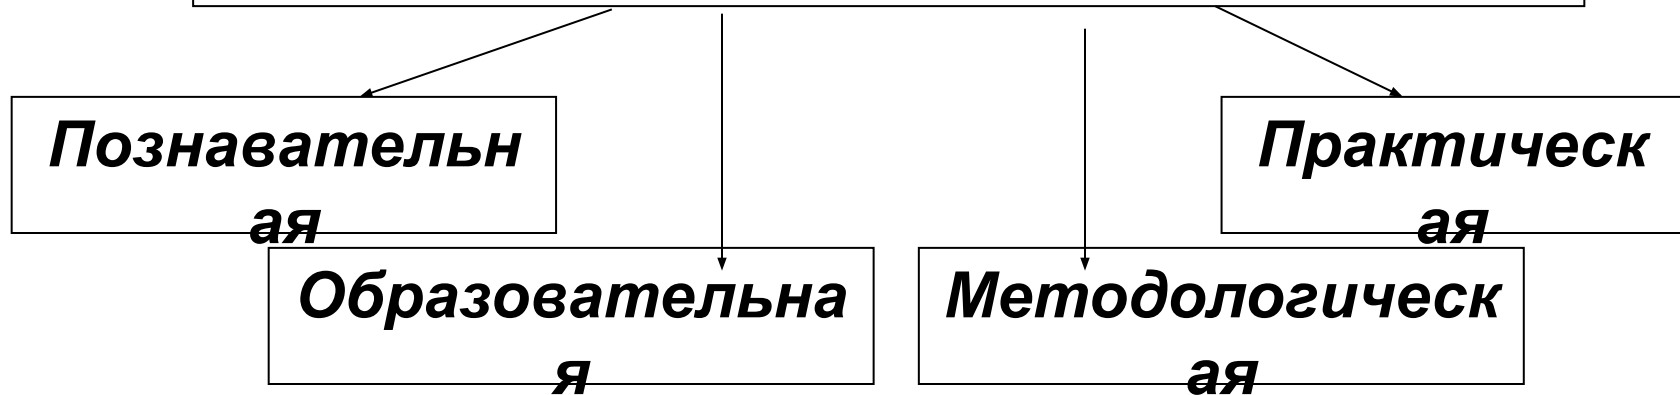 Познавательн
ая
Практическ
ая
Образовательна
я
Методологическ
ая